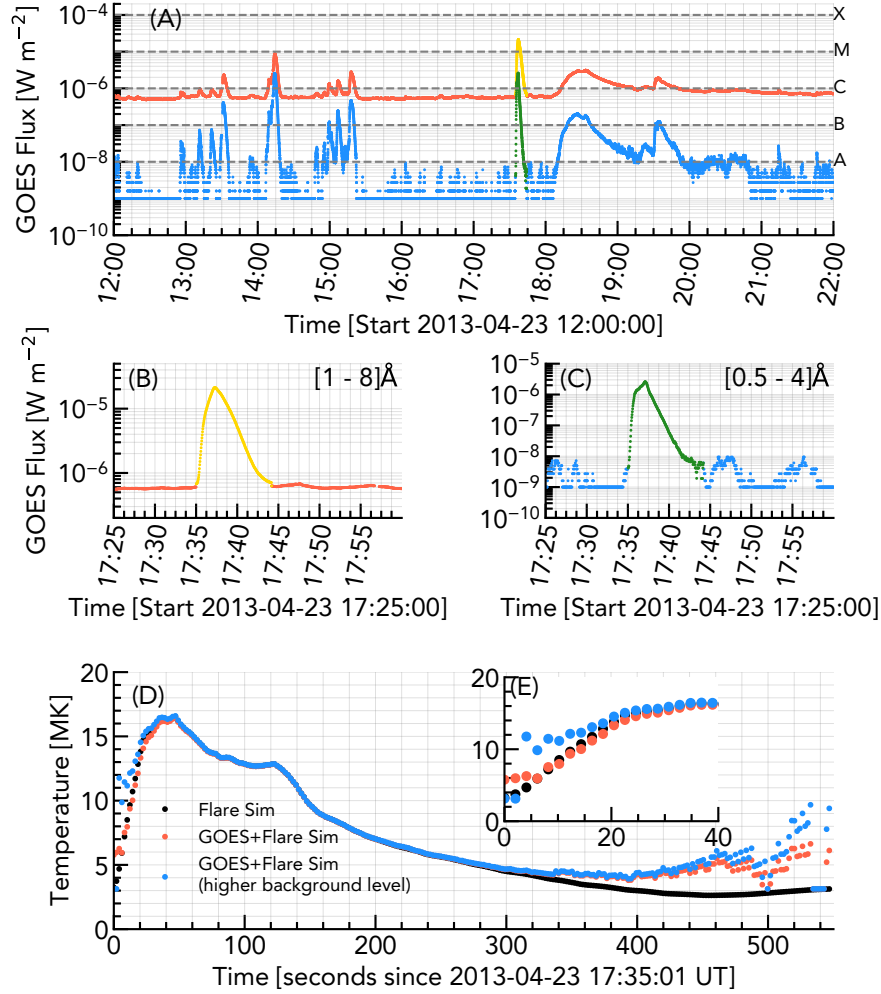 (A)
GOES Flux [W m⁻²]
10⁻⁴
10⁻⁶
10⁻⁸
10⁻¹⁰
X
M
C
B
A
12:00
13:00
14:00
15:00
16:00
17:00
18:00
19:00
20:00
21:00
22:00
Time [Start 2013-04-23 12:00:00]
(B)
[1 - 8]Å
GOES Flux [W m⁻²]
10⁻⁵
10⁻⁶
17:25
17:30
17:35
17:40
17:45
17:50
17:55
Time [Start 2013-04-23 17:25:00]
(C)
[0.5 - 4]Å
10⁻⁵
10⁻⁶
10⁻⁷
10⁻⁸
10⁻⁹
10⁻¹⁰
17:25
17:30
17:35
17:40
17:45
17:50
17:55
Time [Start 2013-04-23 17:25:00]
(D)
Temperature [MK]
20
15
10
5
0
Flare Sim
GOES+Flare Sim
GOES+Flare Sim
(higher background level)
0
100
200
300
400
500
Time [seconds since 2013-04-23 17:35:01 UT]
(E)
20
16
10
5
0
0
20
40